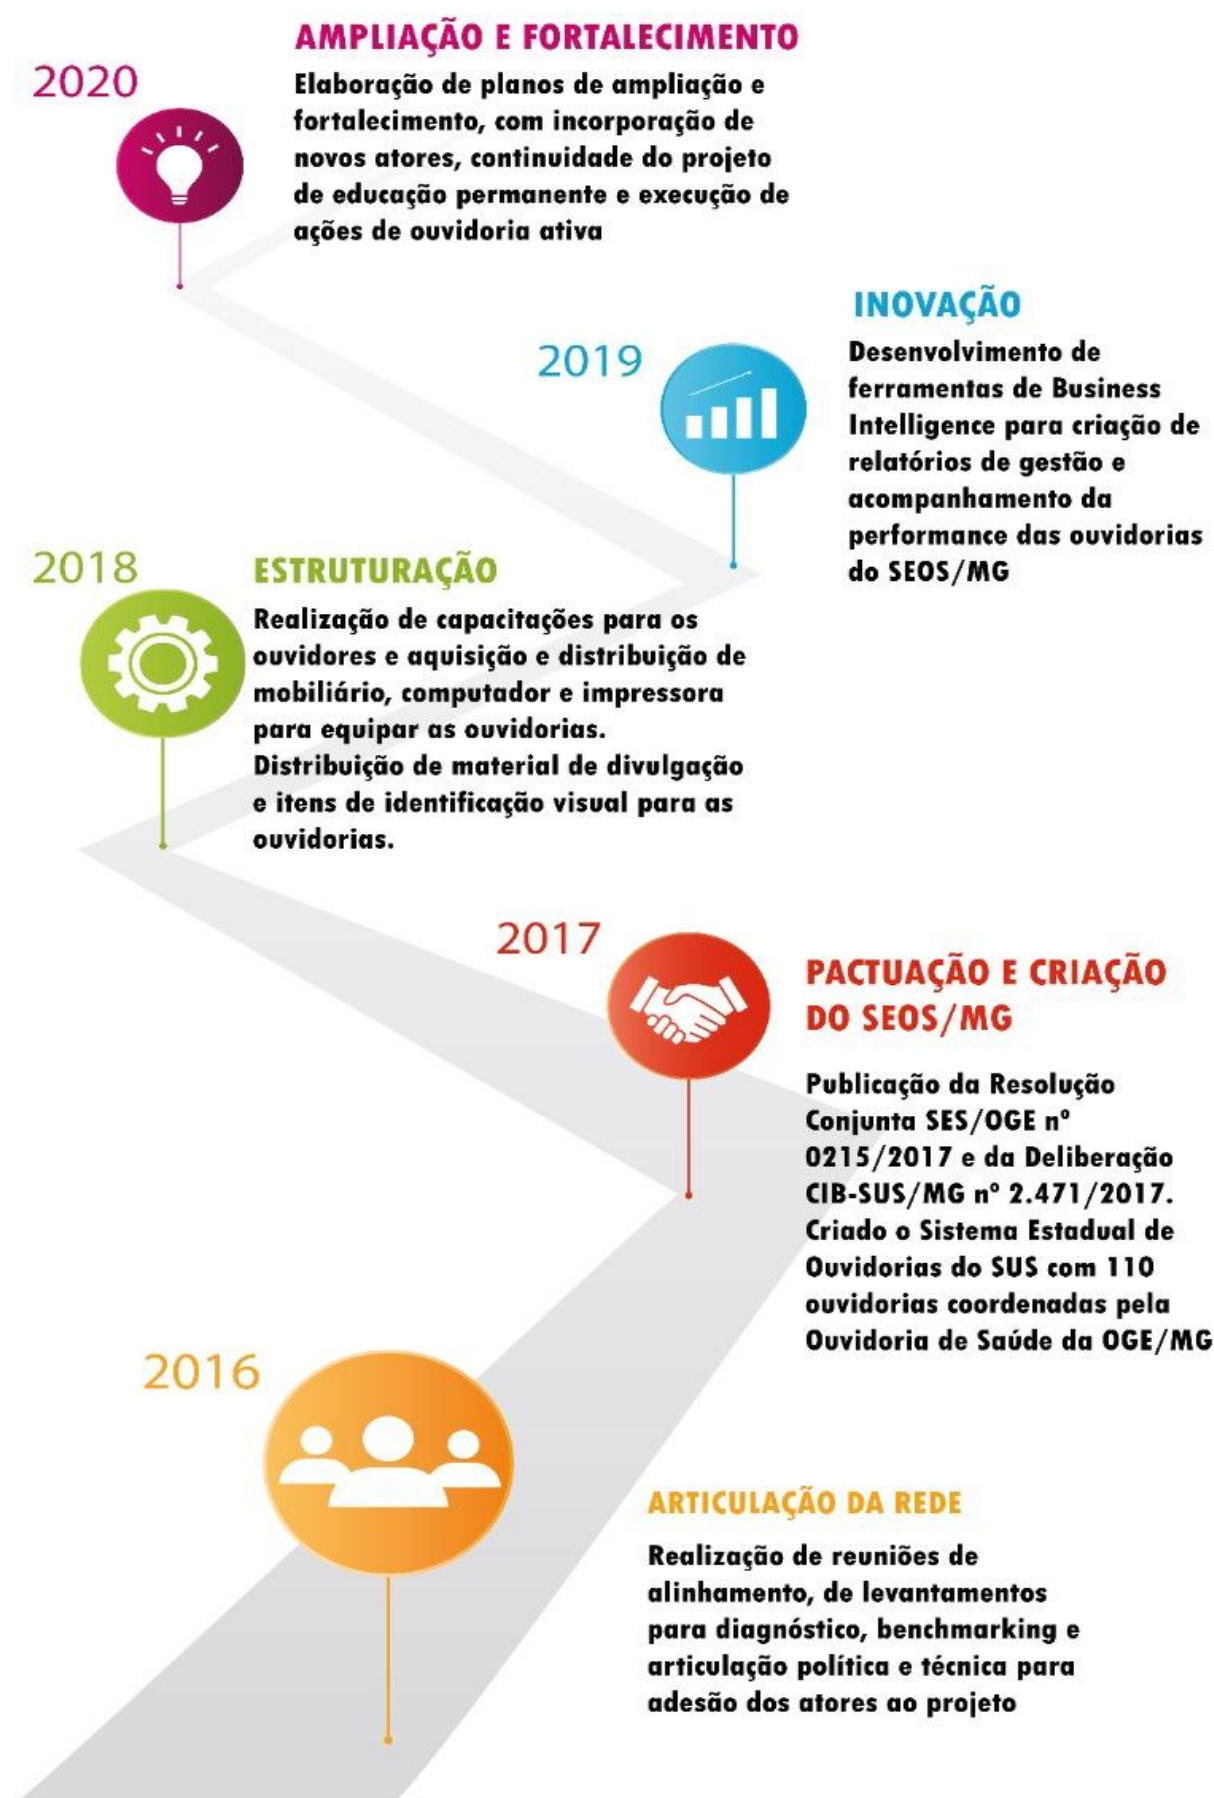 AMPLIAÇÃO E FORTALECIMENTO
2020
Elaboração de planos de ampliação e
fortalecimento, com incorporação de
novos atores, continuidade do projeto
de educação permanente e execução de
ações de ouvidoria ativa
INOVAÇÃO
2019
Desenvolvimento de
ferramentas de Business
Intelligence para criação de
relatórios de gestão e
acompanhamento da
performance das ouvidorias
do SEOS/MG
2018
ESTRUTURAÇÃO
Realização de capacitações para os
ouvidores e aquisição e distribuição de
mobiliário, computador e impressora
para equipar as ouvidorias.
Distribuição de material de divulgação
e itens de identificação visual para as
ouvidorias.
2017
PACTUAÇÃO E CRIAÇÃO
DO SEOS/MG
Publicação da Resolução
Conjunta SES/OGE nº
0215/2017 e da Deliberação
CIB-SUS/MG nº 2.471/2017.
Criado o Sistema Estadual de
Ouvidorias do SUS com 110
ouvidorias coordenadas pela
Ouvidoria de Saúde da OGE/MG
2016
ARTICULAÇÃO DA REDE
Realização de reuniões de
alinhamento, de levantamentos
para diagnóstico, benchmarking e
articulação política e técnica para
adesão dos atores ao projeto